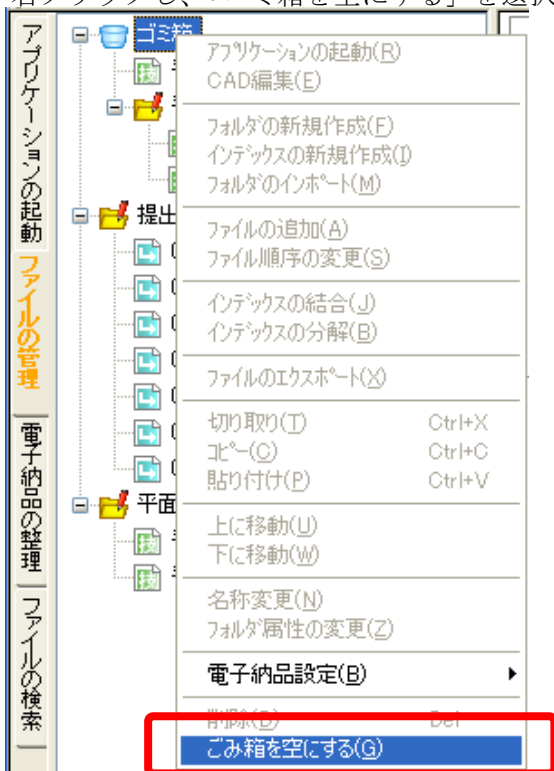 右クリックし、「ごみ箱を空にする」を選択
アプリケーションの起動
ファイルの管理
電子納品の整理
ファイルの検索
ゴミ箱
提出
平面
アプリケーションの起動(R)
CAD編集(E)
フォルダの新規作成(F)
インデックスの新規作成(I)
フォルダのインポート(M)
ファイルの追加(A)
ファイル順序の変更(S)
インデックスの結合(J)
インデックスの分解(B)
ファイルのエクスポート(X)
切り取り(T) Ctrl+X
コピー(C) Ctrl+C
貼り付け(P) Ctrl+V
上に移動(U)
下に移動(W)
名称変更(N)
フォルダ属性の変更(Z)
電子納品設定(B)
削除(D) Del
ごみ箱を空にする(G)